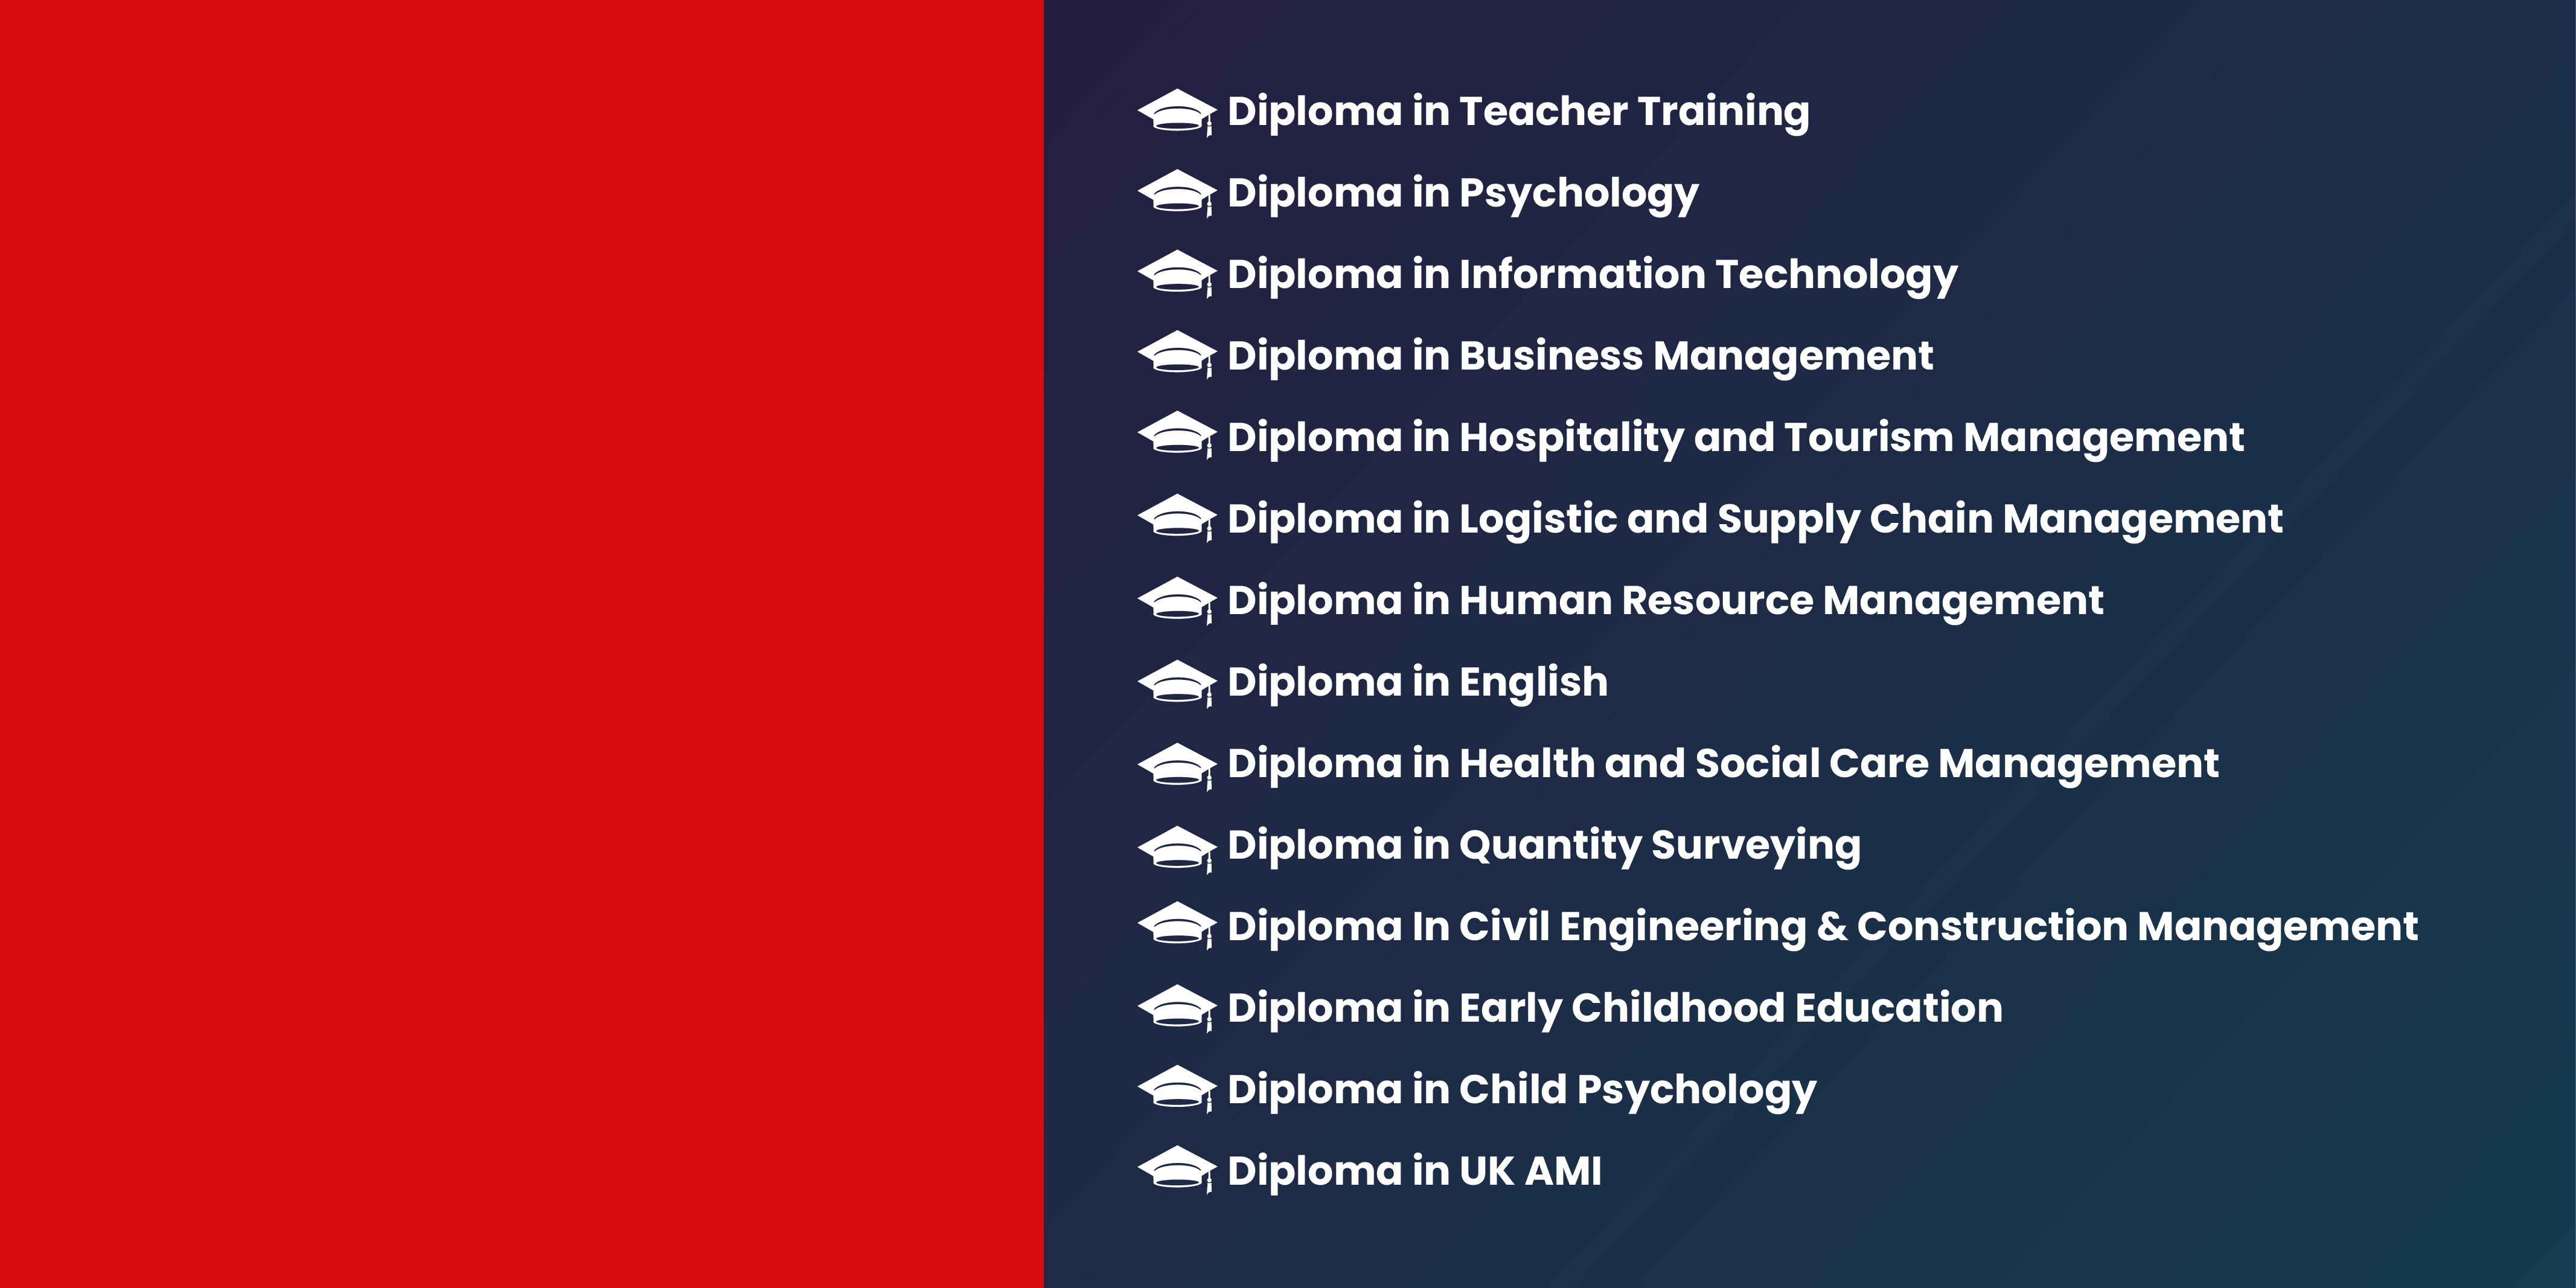 Diploma in Teacher Training
Diploma in Psychology
Diploma in Information Technology
Diploma in Business Management
Diploma in Hospitality and Tourism Management
Diploma in Logistic and Supply Chain Management
Diploma in Human Resource Management
Diploma in English
Diploma in Health and Social Care Management
Diploma in Quantity Surveying
Diploma In Civil Engineering & Construction Management
Diploma in Early Childhood Education
Diploma in Child Psychology
Diploma in UK AMI